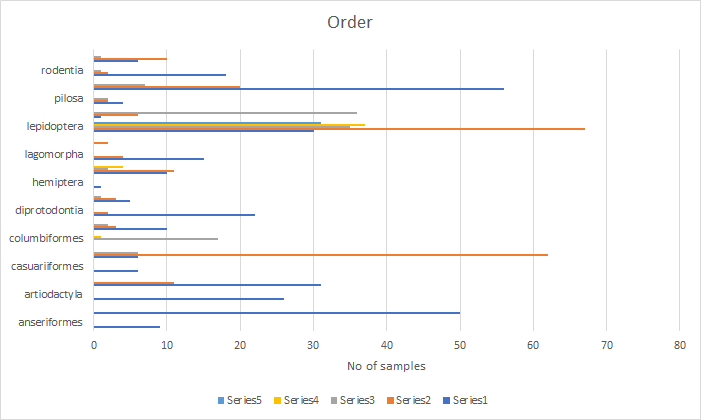 Order
rodentia
pilosa
lepidoptera
lagomorpha
hemiptera
diprotodontia
columbiformes
casuariiformes
artiodactyla
anseriformes
0 10 20 30 40 50 60 70 80
No of samples
Series5 Series4 Series3 Series2 Series1